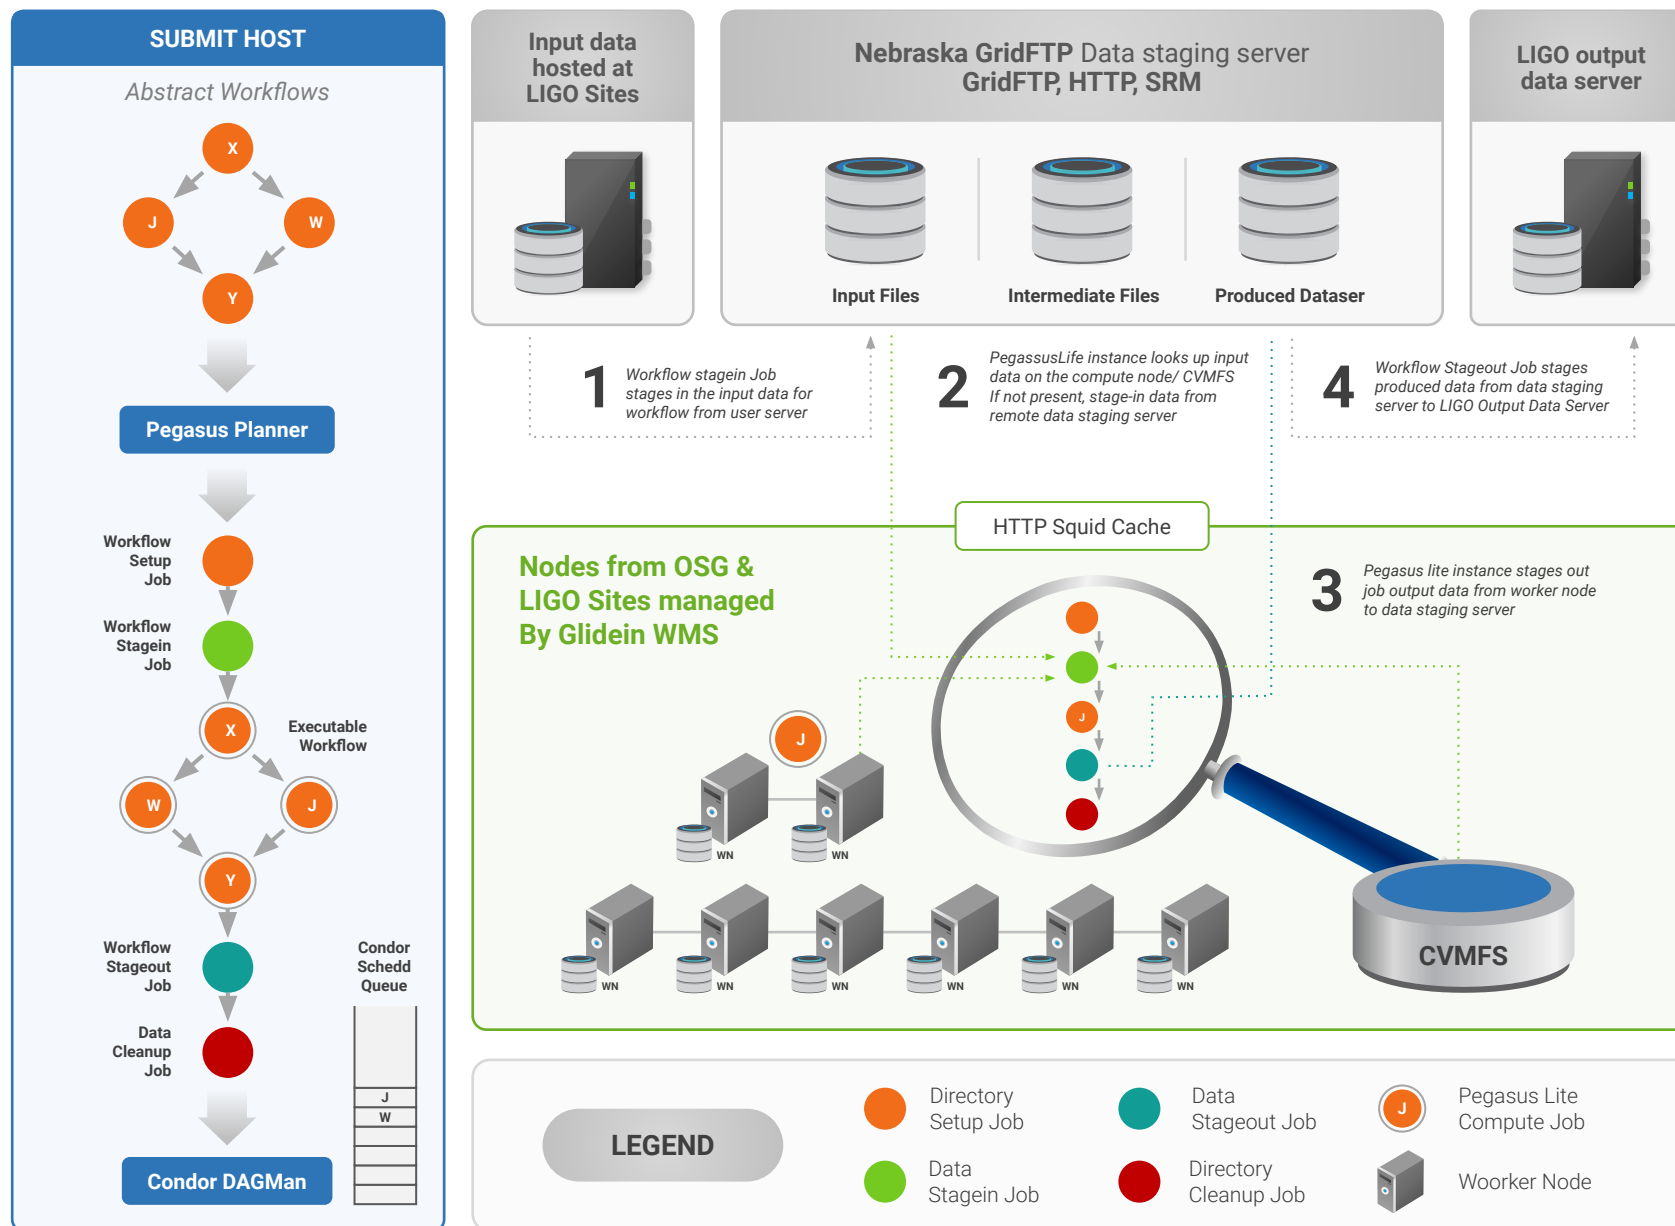 SUBMIT HOST
Abstract Workflows
X
J
W
Y
Pegasus Planner
Workflow
Setup
Job
Workflow
Stagein
Job
X
Executable
Workflow
W
J
Y
Workflow
Stageout
Job
Condor
Schedd
Queue
Data
Cleanup
Job
J
W
Condor DAGMan
Input data
hosted at
LIGO Sites
Nebraska GridFTP Data staging server
GridFTP, HTTP, SRM
Input Files
Intermediate Files
Produced Dataser
LIGO output
data server
1
Workflow stagein Job
stages in the input data for
workflow from user server
2
PegassusLife instance looks up input
data on the compute node/ CVMFS
If not present, stage-in data from
remote data staging server
4
Workflow Stageout Job stages
produced data from data staging
server to LIGO Output Data Server
HTTP Squid Cache
Nodes from OSG &
LIGO Sites managed
By Glidein WMS
3
Pegasus lite instance stages out
job output data from worker node
to data staging server
J
J
WN
WN
WN
WN
WN
WN
WN
WN
CVMFS
LEGEND
Directory
Setup Job
Data
Stageout Job
J
Pegasus Lite
Compute Job
Data
Stagein Job
Directory
Cleanup Job
Woorker Node